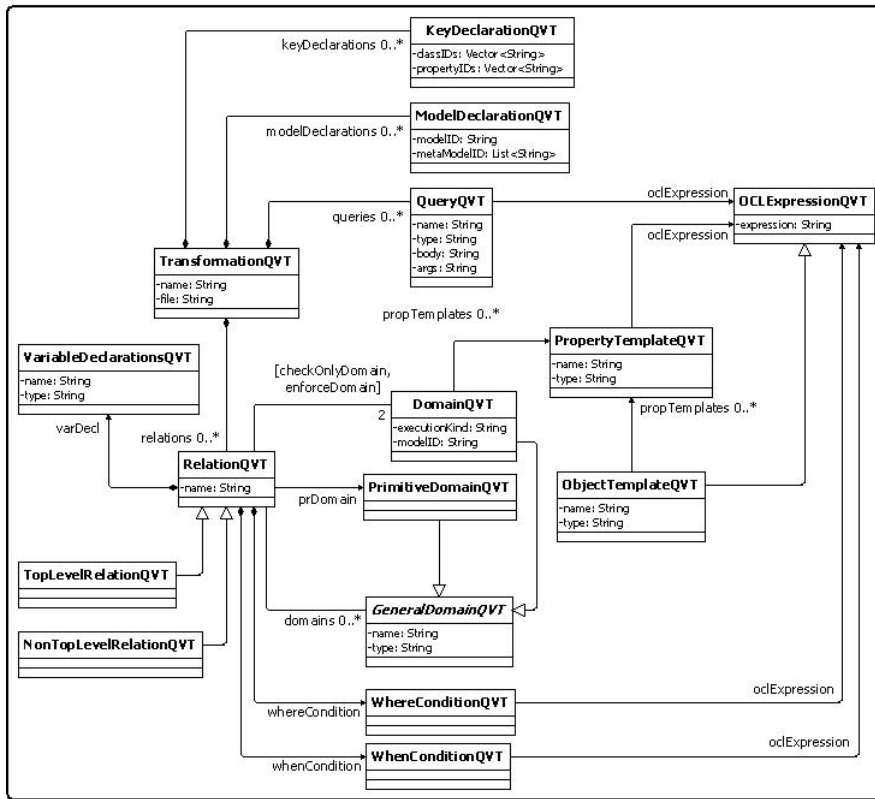 KeyDeclarationQVT
keyDeclarations 0..*
-classIDs: Vector<String>
-propertyIDs: Vector<String>
ModelDeclarationQVT
modelDeclarations 0..*
-modelID: String
-metaModelID: List<String>
QueryQVT
oclExpression
OCLExpressionQVT
queries 0..*
-name: String
-type: String
-body: String
-args: String
-expression: String
oclExpression
TransformationQVT
-name: String
-file: String
propTemplates 0..*
PropertyTemplateQVT
-name: String
-type: String
VariableDeclarationsQVT
-name: String
-type: String
[checkOnlyDomain,
enforceDomain]
2
DomainQVT
-executionKind: String
-modelID: String
propTemplates 0..*
varDecl
relations 0..*
RelationQVT
-name: String
prDomain
PrimitiveDomainQVT
ObjectTemplateQVT
-name: String
-type: String
TopLevelRelationQVT
NonTopLevelRelationQVT
domains 0..*
GeneralDomainQVT
-name: String
-type: String
whereCondition
WhereConditionQVT
oclExpression
whenCondition
WhenConditionQVT
oclExpression